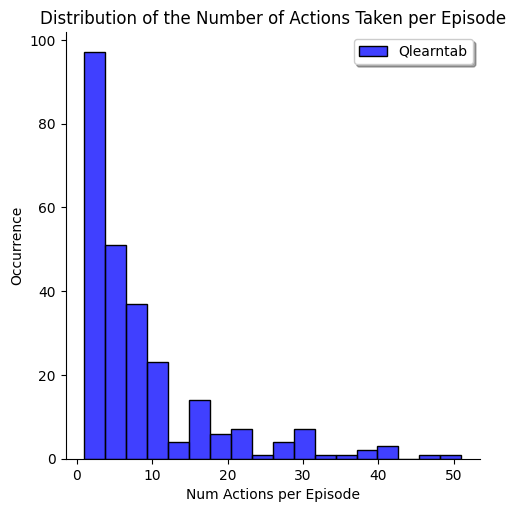 Distribution of the Number of Actions Taken per Episode
Qlearntab
100
80
60
40
20
0
Occurrence
0 10 20 30 40 50
Num Actions per Episode